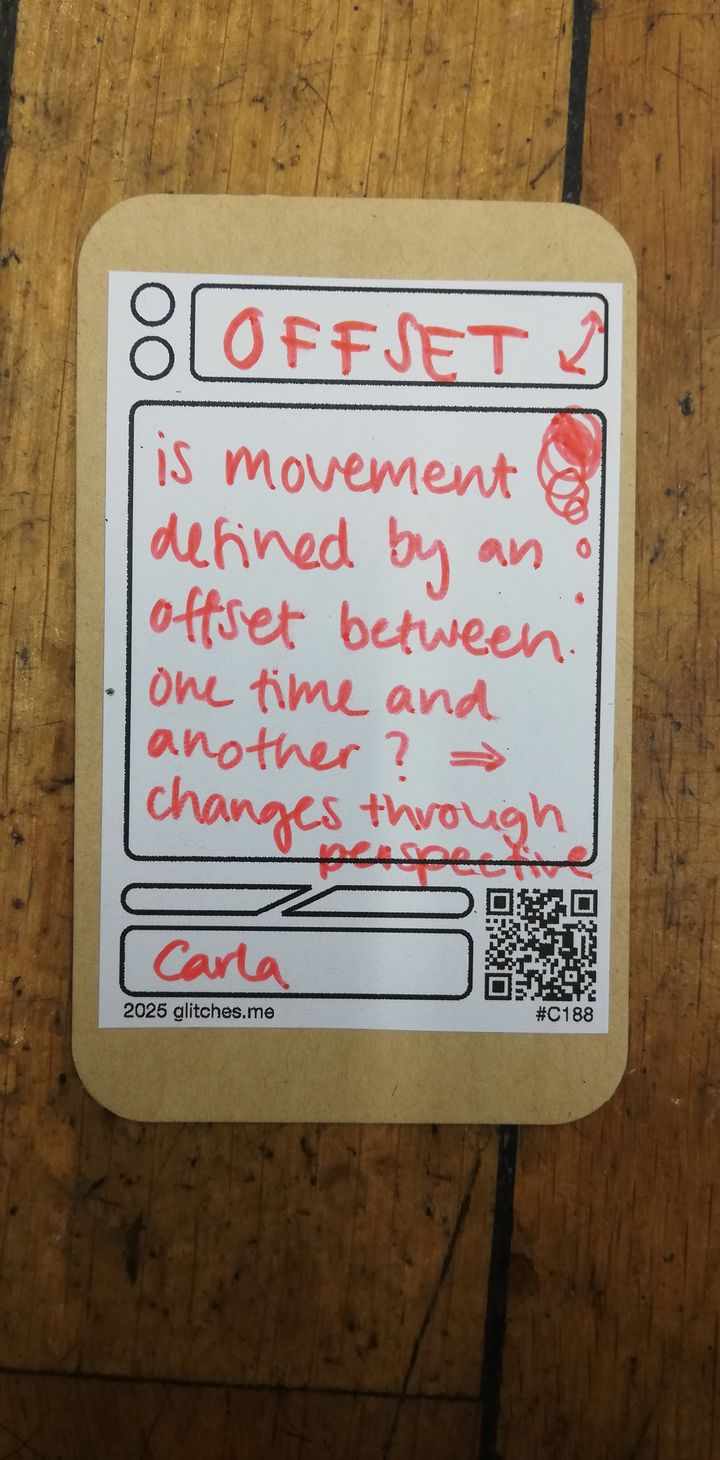 OFFSET
is movement
defined by an
offset between
one time and
another ? ⇒
changes through
perspective
Carla
2025 glitches.me
#C188